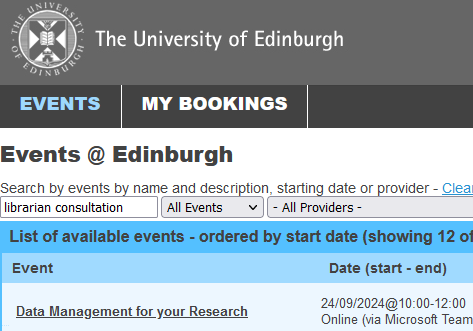 THE UNIVERSITY OF EDINBURGH
The University of Edinburgh
EVENTS
MY BOOKINGS
Events @ Edinburgh
Search by events by name and description, starting date or provider - Clea
librarian consultation
All Events
- All Providers -
List of available events - ordered by start date (showing 12 of
Event
Date (start - end)
Data Management for your Research
24/09/2024@10:00-12:00
Online (via Microsoft Team